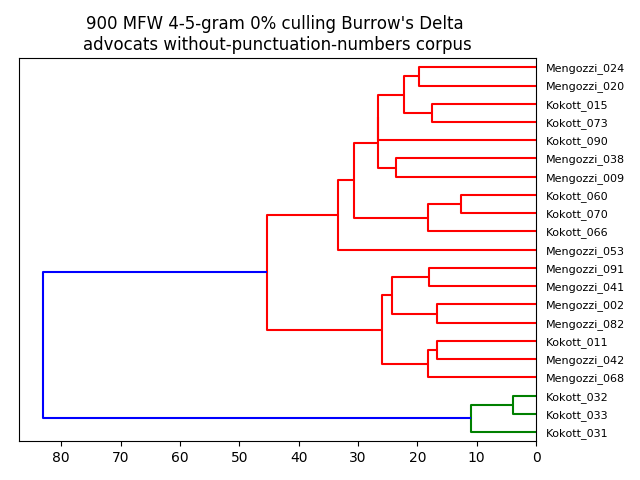 900 MFW 4-5-gram 0% culling Burrow's Delta
advocats without-punctuation-numbers corpus
Mengozzi_024
Mengozzi_020
Kokott_015
Kokott_073
Kokott_090
Mengozzi_038
Mengozzi_009
Kokott_060
Kokott_070
Kokott_066
Mengozzi_053
Mengozzi_091
Mengozzi_041
Mengozzi_002
Mengozzi_082
Kokott_011
Mengozzi_042
Mengozzi_068
Kokott_032
Kokott_033
Kokott_031
80 70 60 50 40 30 20 10 0